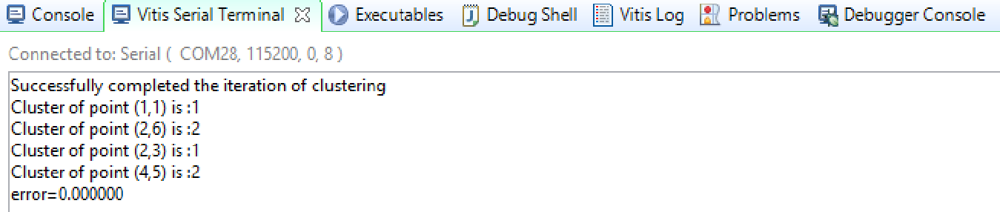 Console Vitis Serial Terminal Executables Debug Shell Vitis Log Problems Debugger Console
Connected to: Serial ( COM28, 115200, 0, 8 )
Successfully completed the iteration of clustering
Cluster of point (1,1) is :1
Cluster of point (2,6) is :2
Cluster of point (2,3) is :1
Cluster of point (4,5) is :2
error=0.000000